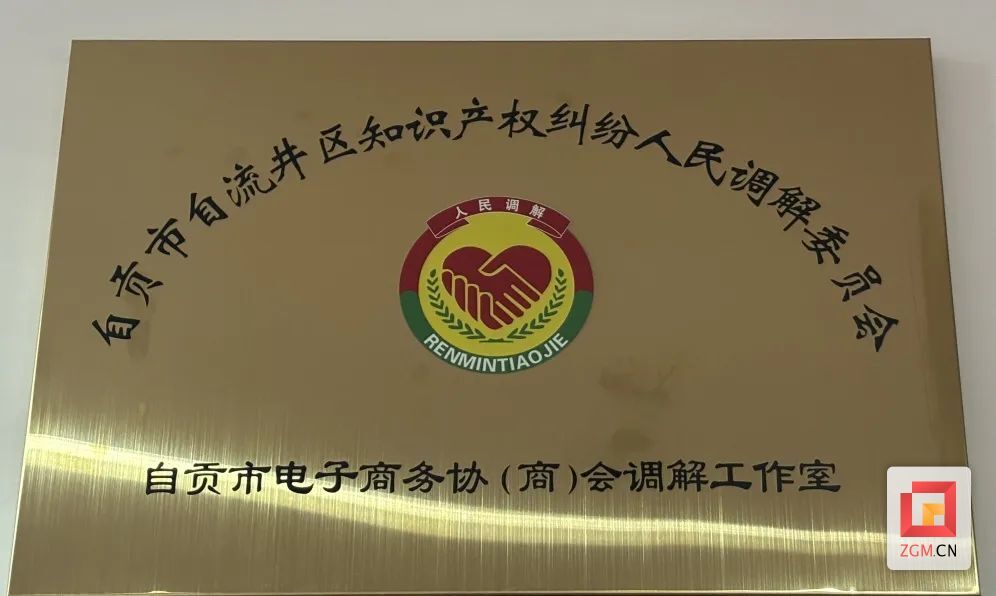 自贡市自流井区知识产权纠纷人民调解委员会
人民调解
RENMINTIAOJIE
自贡市电子商务协(商)会调解工作室
ZGM.CN